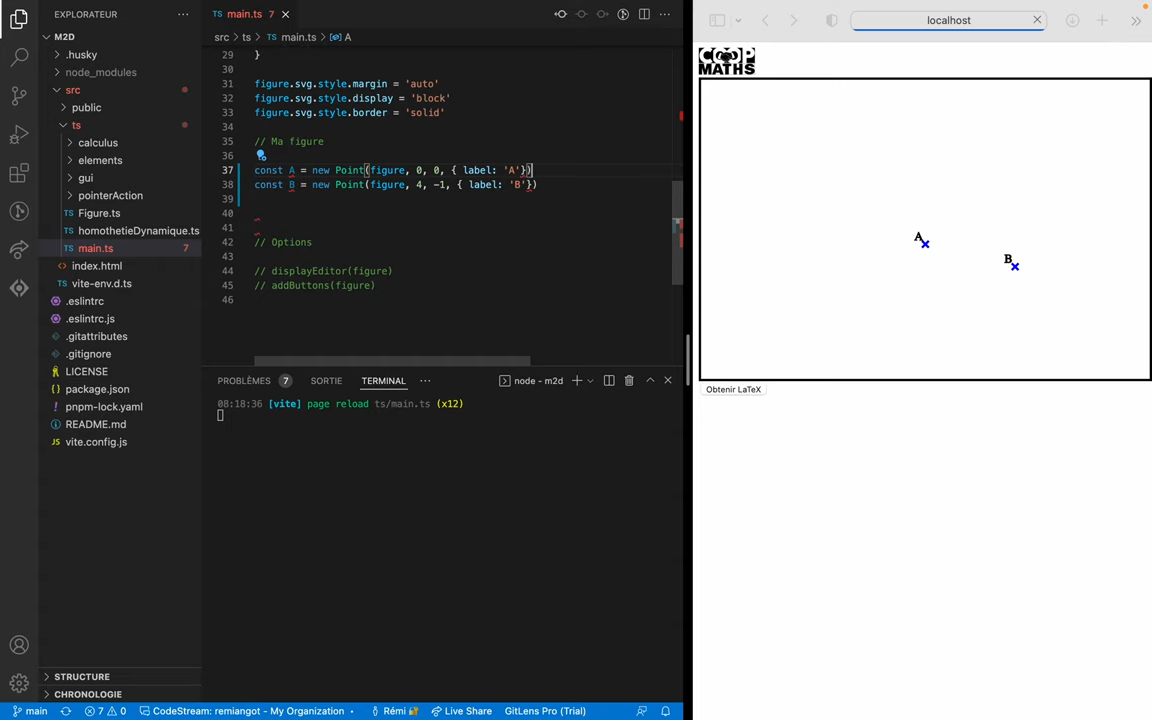 EXPLORATEUR
M2D
.husky
node_modules
src
public
ts
calculus
elements
gui
pointerAction
Figure.ts
homothetieDynamique.ts
main.ts 7
index.html
vite-env.d.ts
.eslintrc
.eslintrc.js
.gitattributes
.gitignore
LICENSE
package.json
pnpm-lock.yaml
README.md
vite.config.js
STRUCTURE
CHRONOLOGIE
main.ts 7
src > ts > main.ts > A
29 }
30
31 figure.svg.style.margin = 'auto'
32 figure.svg.style.display = 'block'
33 figure.svg.style.border = 'solid'
34
35 // Ma figure
36
37 const A = new Point(figure, 0, 0, { label: 'A'})
38 const B = new Point(figure, 4, -1, { label: 'B'})
39
40
41
42 // Options
43
44 // displayEditor(figure)
45 // addButtons(figure)
46
PROBLÈMES 7 SORTIE TERMINAL node - m2d
08:18:36 [vite] page reload ts/main.ts (x12)
main 7 0 CodeStream: remiangot - My Organization Rémi Live Share GitLens Pro (Trial)
localhost
COOP
MATHS
A
B
Obtenir LaTeX